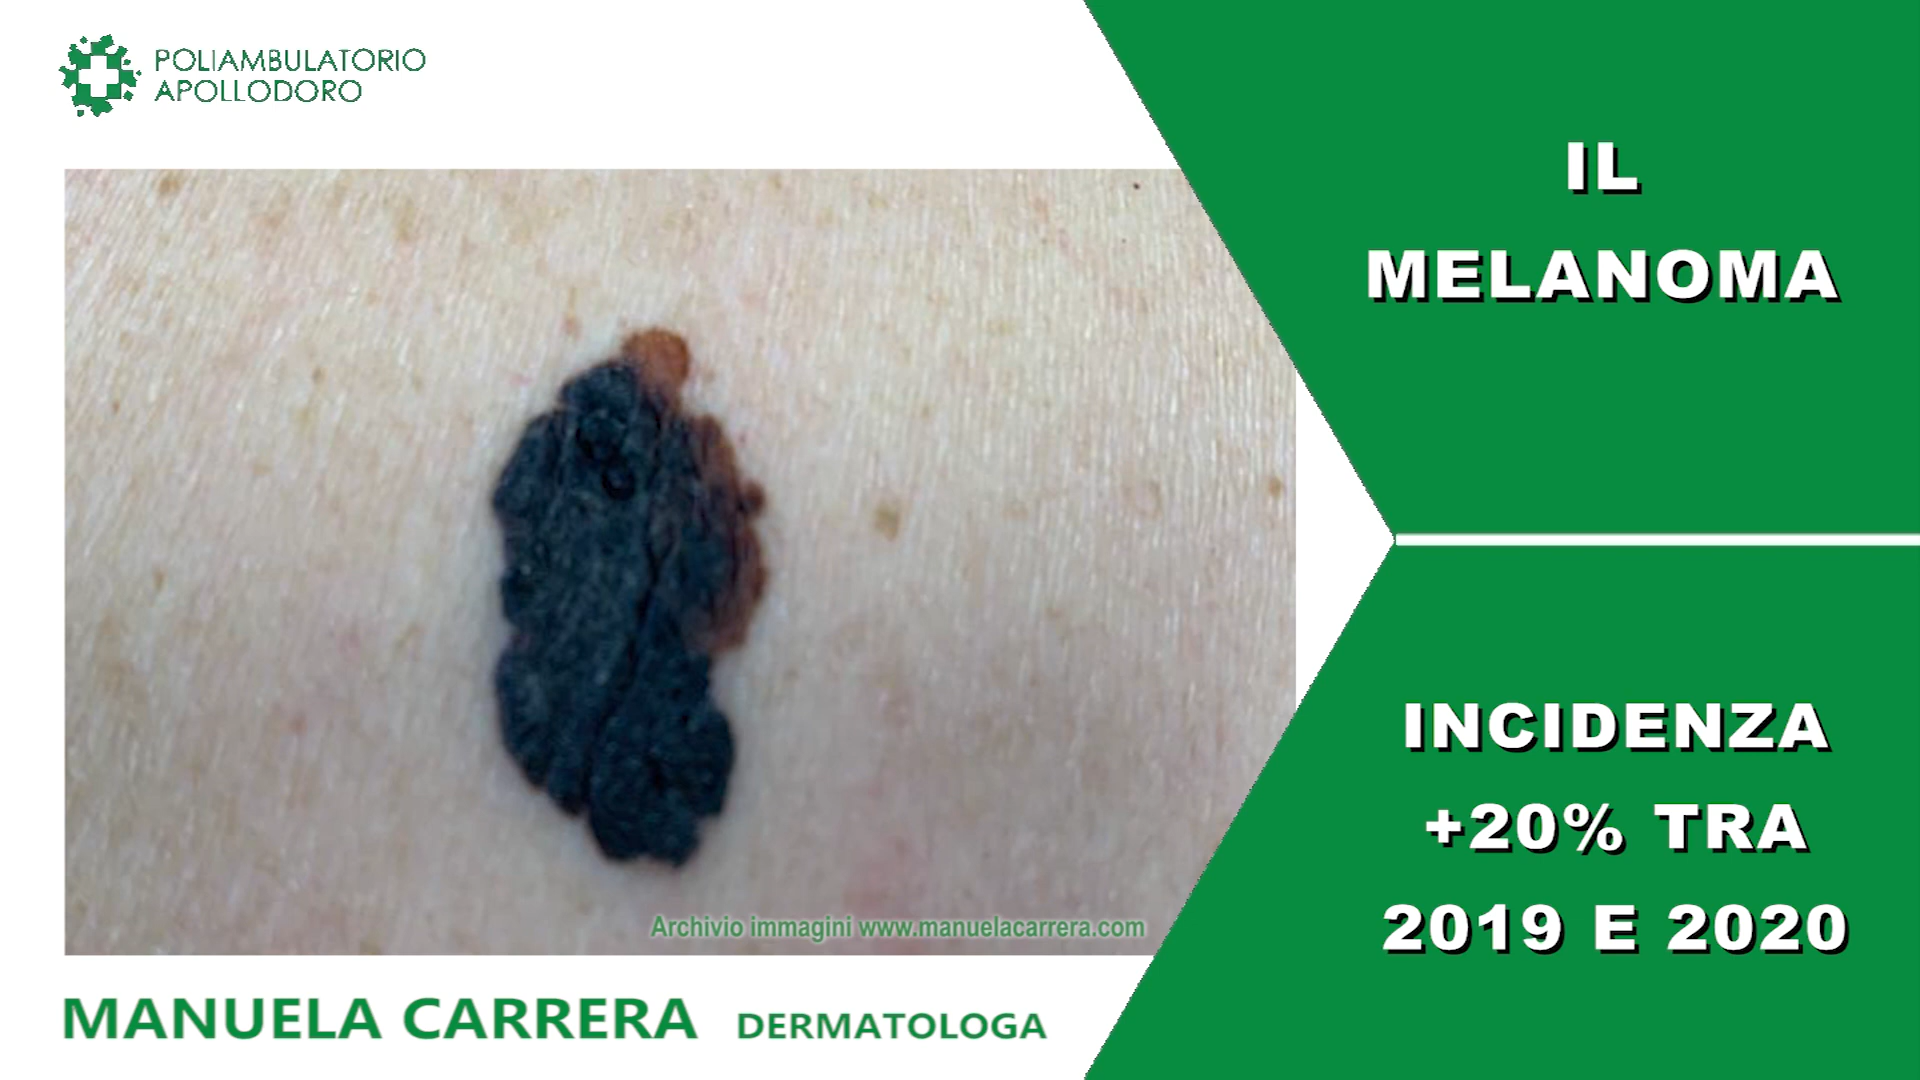 POLIAMBULATORIO
APOLLODORO
IL
MELANOMA
INCIDENZA
+20% TRA
2019 E 2020
Archivio immagini www.manuelacarrera.com
MANUELA CARRERA DERMATOLOGA